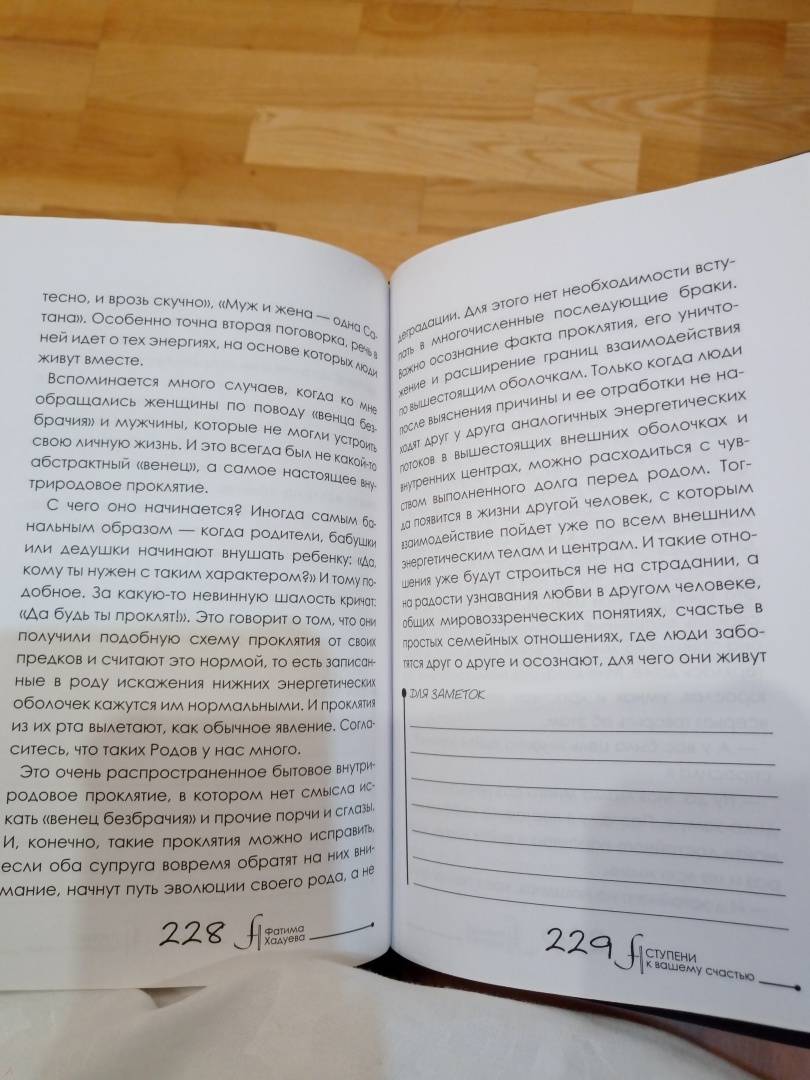 тесно, и врозь скучно», «Муж и жена — одна Са-
тана». Особенно точна вторая поговорка, речь в
ней идет о тех энергиях, на основе которых люди
живут вместе.
Вспоминается много случаев, когда ко мне
обращались женщины по поводу «венца без-
брачия» и мужчины, которые не могли устроить
свою личную жизнь. И это всегда был не какой-то
абстрактный «венец», а самое настоящее вну-
триродовое проклятие.
С чего оно начинается? Иногда самым ба-
нальным образом — когда родители, бабушки
или дедушки начинают внушать ребенку: «Да,
кому ты нужен с таким характером?» И тому по-
добное. За какую-то невинную шалость кричат:
«Да будь ты проклят!». Это говорит о том, что они
получили подобную схему проклятия от своих
предков и считают это нормой, то есть записан-
ные в роду искажения нижних энергетических
оболочек кажутся им нормальными. И проклятия
из их рта вылетают, как обычное явление. Согла-
ситесь, что таких Родов у нас много.
Это очень распространенное бытовое внутри-
родовое проклятие, в котором нет смысла ис-
кать «венец безбрачия» и прочие порчи и сглазы.
И, конечно, такие проклятия можно исправить,
если оба супруга вовремя обратят на них вни-
мание, начнут путь эволюции своего рода, а не
228
Фатима
Хадуева
деградации. Для этого нет необходимости всту-
пать в многочисленные последующие браки.
Важно осознание факта проклятия, его уничто-
жение и расширение границ взаимодействия
по вышестоящим оболочкам. Только когда люди
после выяснения причины и ее отработки не на-
ходят друг у друга аналогичных энергетических
потоков в вышестоящих внешних оболочках и
внутренних центрах, можно расходиться с чув-
ством выполненного долга перед родом. Тог-
да появится в жизни другой человек, с которым
взаимодействие пойдет уже по всем внешним
энергетическим телам и центрам. И такие отно-
шения уже будут строиться не на страдании, а
на радости узнавания любви в другом человеке,
общих мировоззренческих понятиях, счастье в
простых семейных отношениях, где люди забо-
тятся друг о друге и осознают, для чего они живут
ДЛЯ ЗАМЕТОК
229
СТУПЕНИ
к вашему счастью